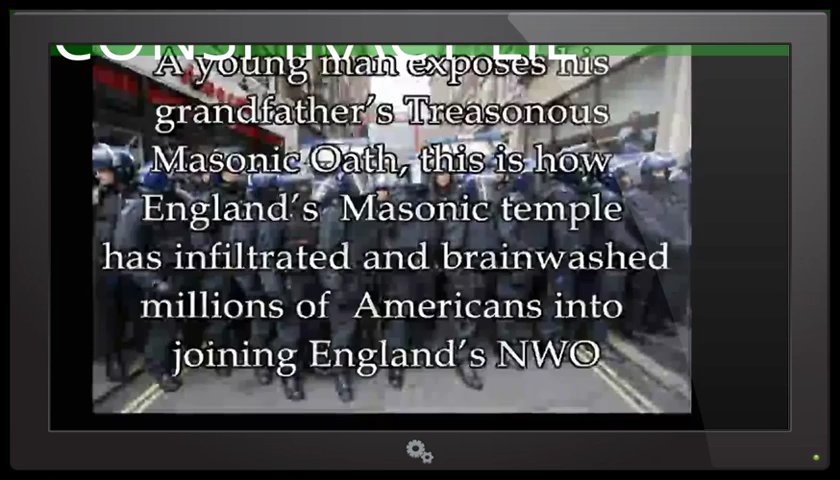 A young man exposes his
grandfather's Treasonous
Masonic Oath, this is how
England's Masonic temple
has infiltrated and brainwashed
millions of Americans into
joining England's NWO